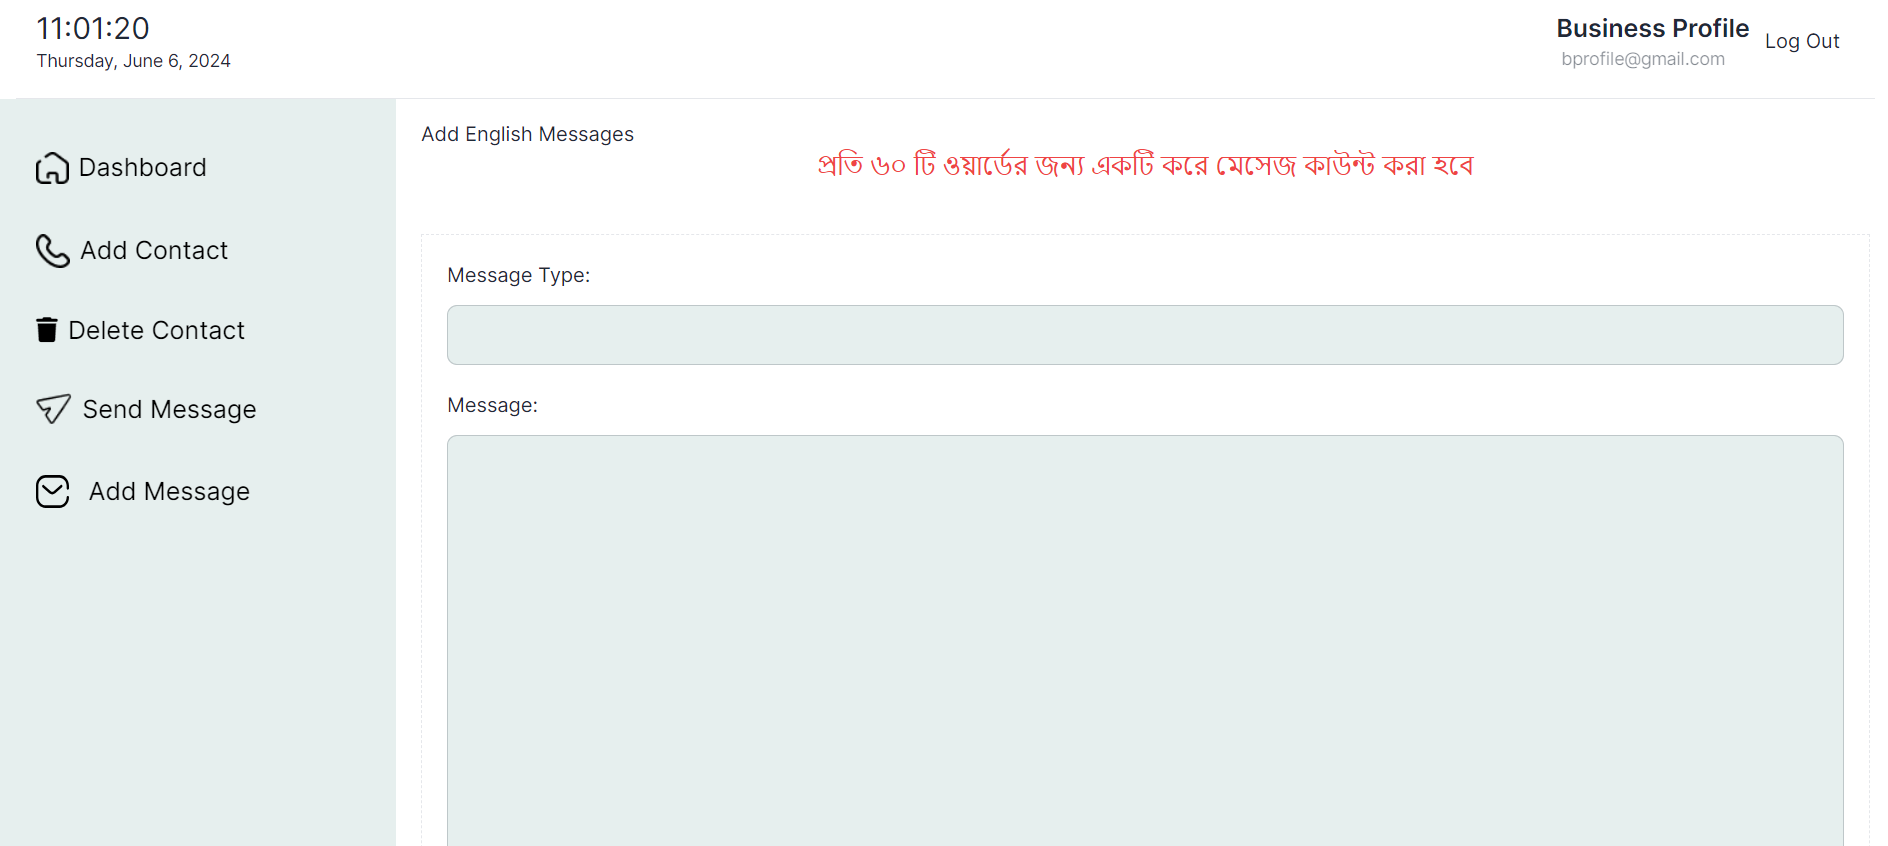 11:01:20
Thursday, June 6, 2024
Business Profile
bprofile@gmail.com
Log Out
Dashboard
Add Contact
Delete Contact
Send Message
Add Message
Add English Messages
প্রতি ৬০ টি ওয়ার্ডের জন্য একটি করে মেসেজ কাউন্ট করা হবে
Message Type:
Message: